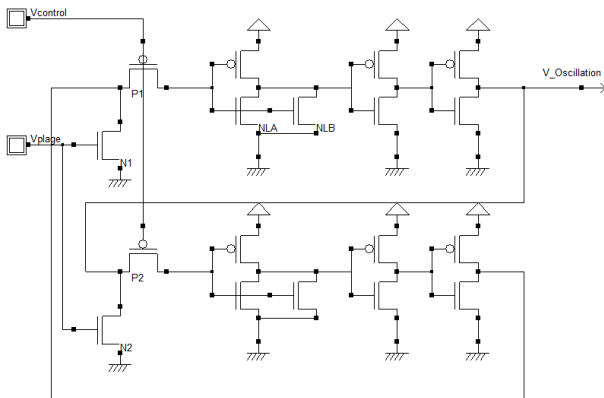 Vcontrol
V_Oscillation
P1
Vplage
NLA
NLB
N1
P2
N2